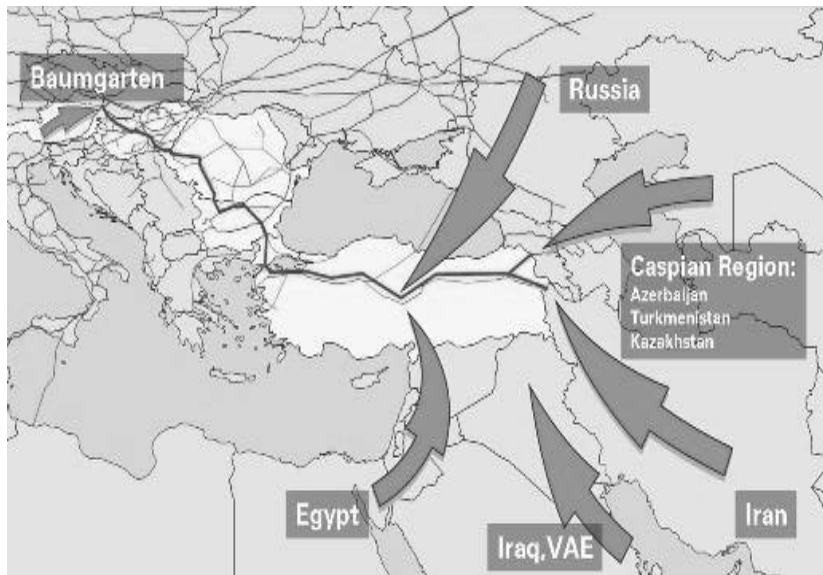 Baumgarten
Russia
Caspian Region:
Azerbaijan
Turkmenistan
Kazakhstan
Egypt
Iraq,VAE
Iran